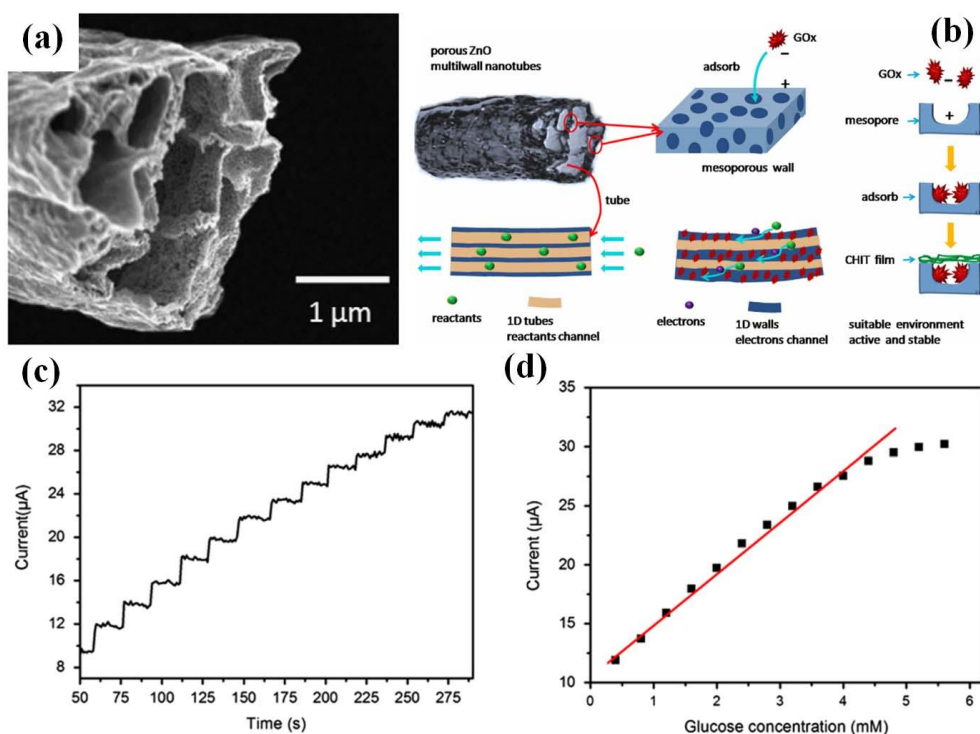 (a)
1 µm
(b)
porous ZnO
multilwall nanotubes
GOx
−
adsorb
+
mesoporous wall
tube
reactants
1D tubes
reactants channel
electrons
1D walls
electrons channel
GOx
−
mesopore
+
adsorb
CHIT film
suitable environment
active and stable
(c)
32
28
24
20
16
12
8
Current(µA)
50 75 100 125 150 175 200 225 250 275
Time (s)
(d)
35
30
25
20
15
10
Current (µA)
0 1 2 3 4 5 6
Glucose concentration (mM)